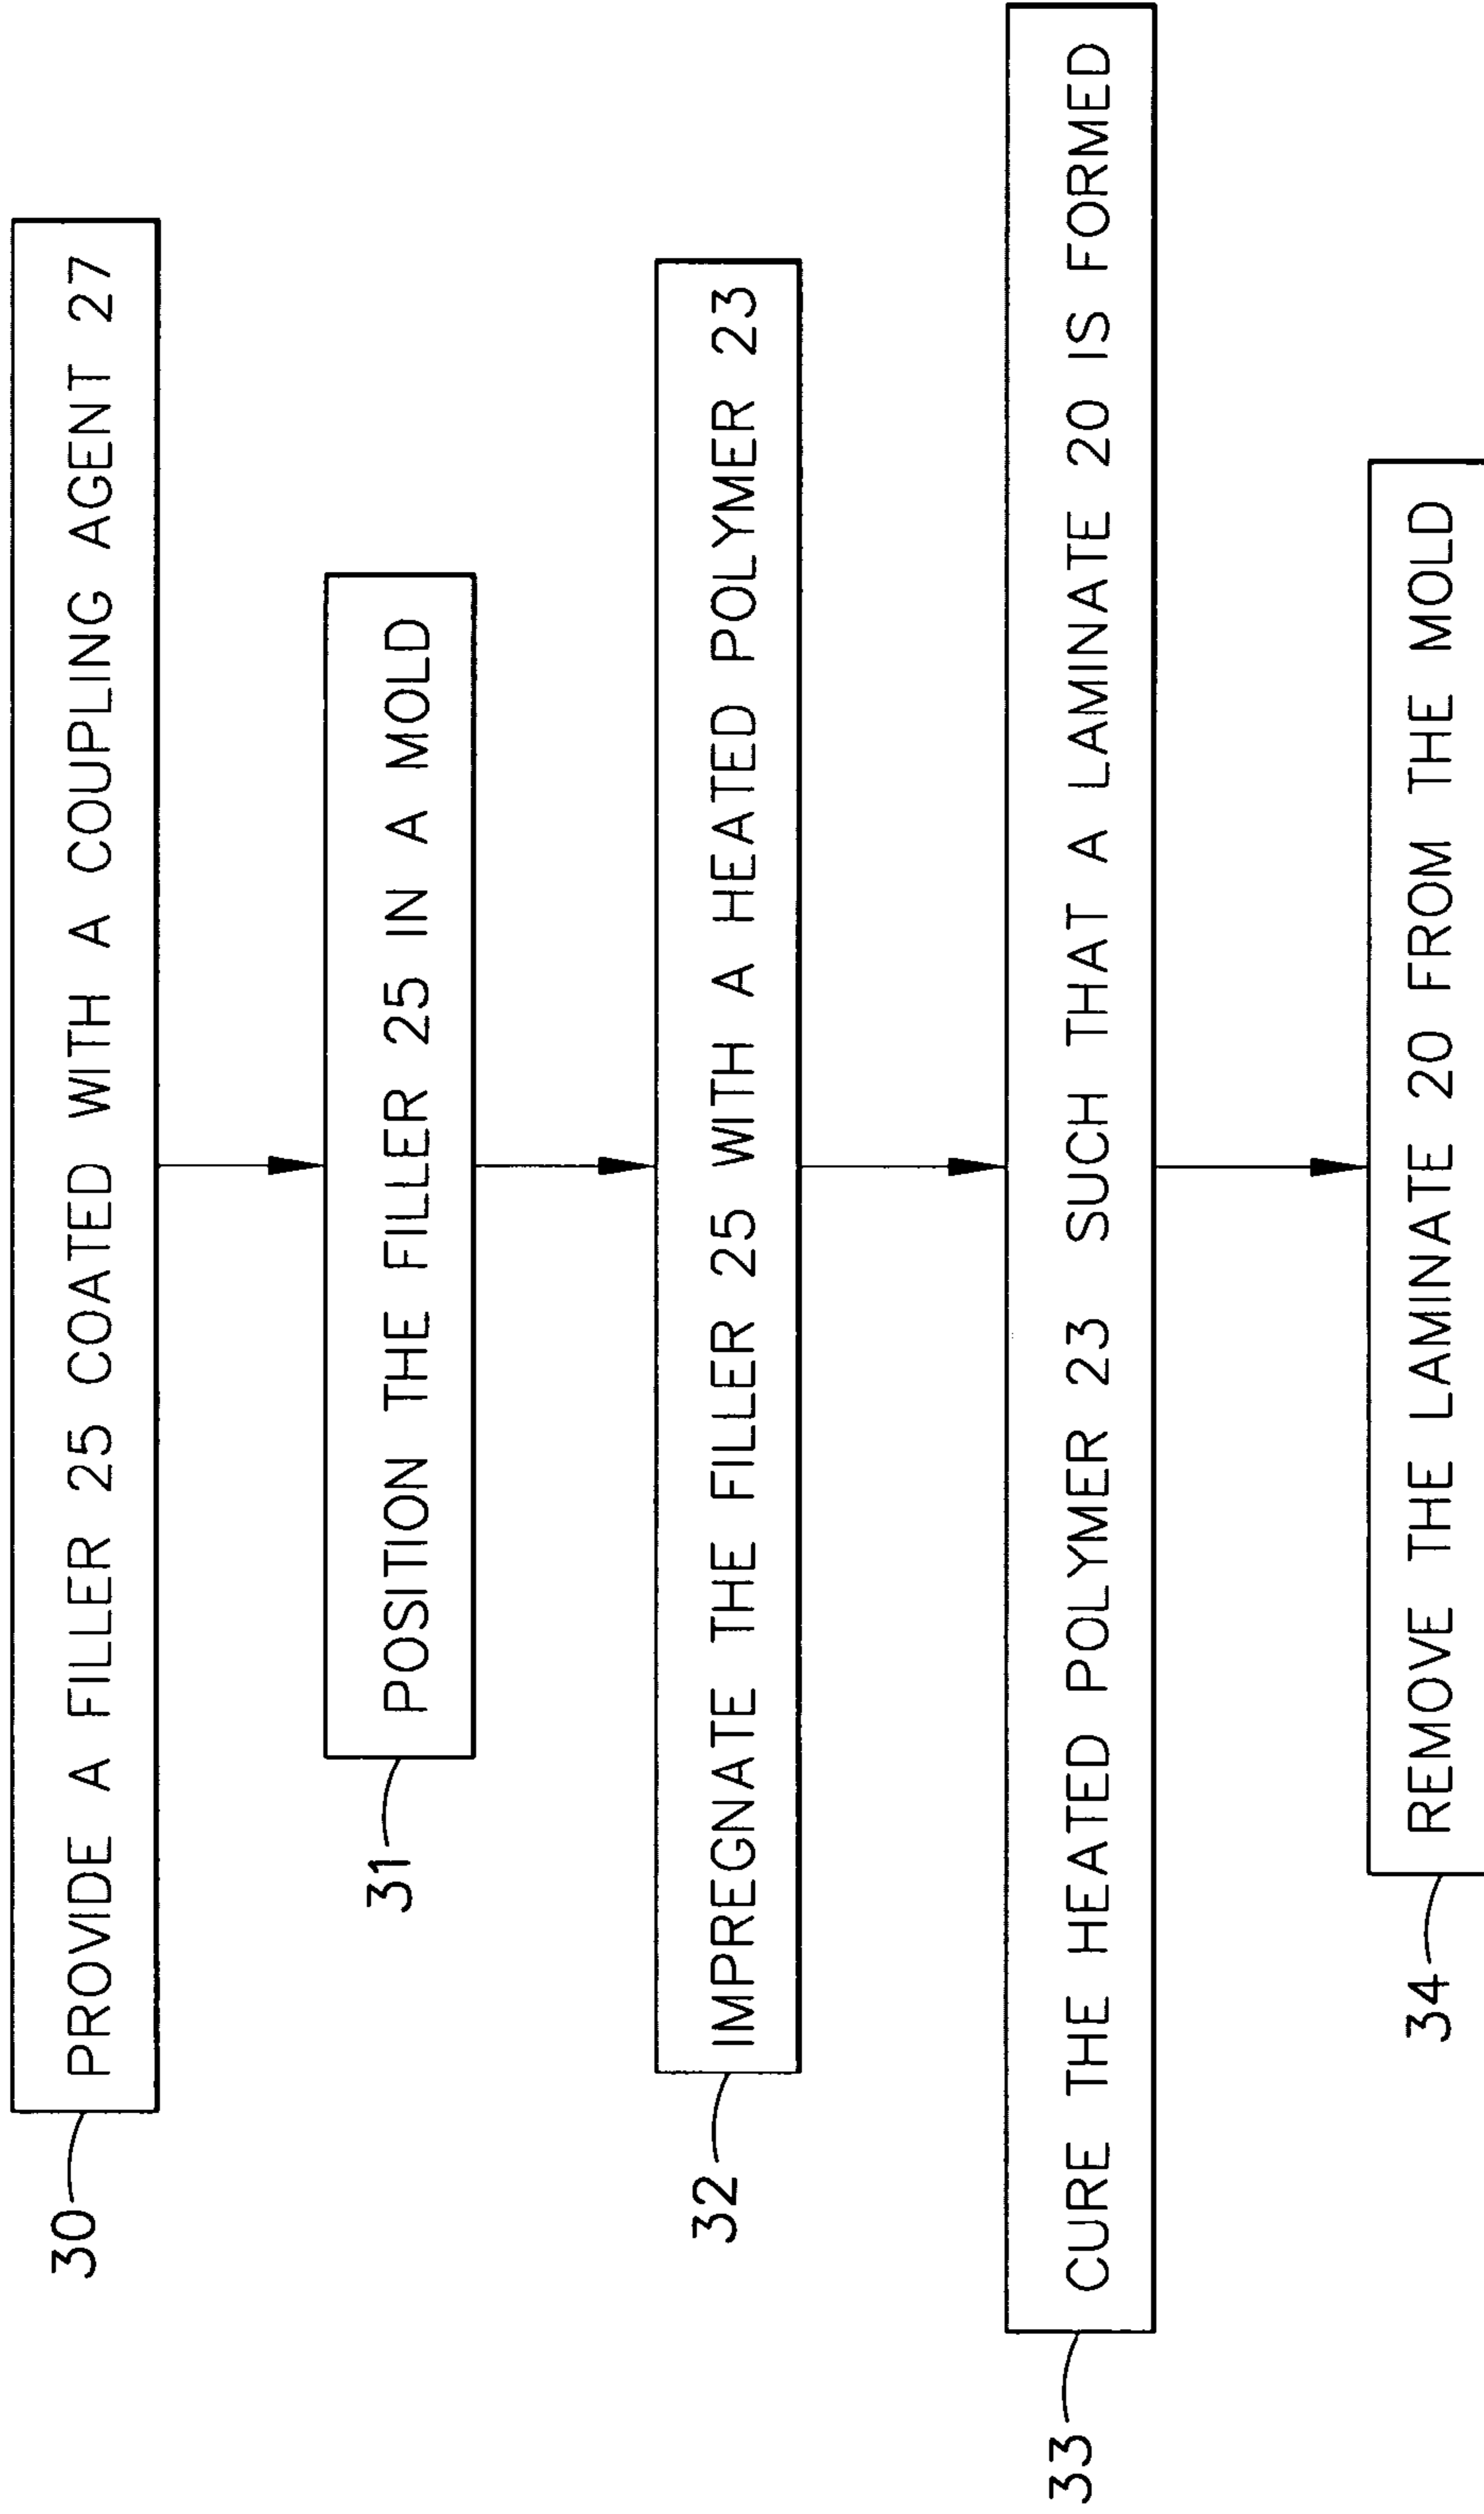 30
PROVIDE A FILLER 25 COATED WITH A COUPLING AGENT 27
31
POSITION THE FILLER 25 IN A MOLD
32
IMPREGNATE THE FILLER 25 WITH A HEATED POLYMER 23
33
CURE THE HEATED POLYMER 23 SUCH THAT A LAMINATE 20 IS FORMED
34
REMOVE THE LAMINATE 20 FROM THE MOLD